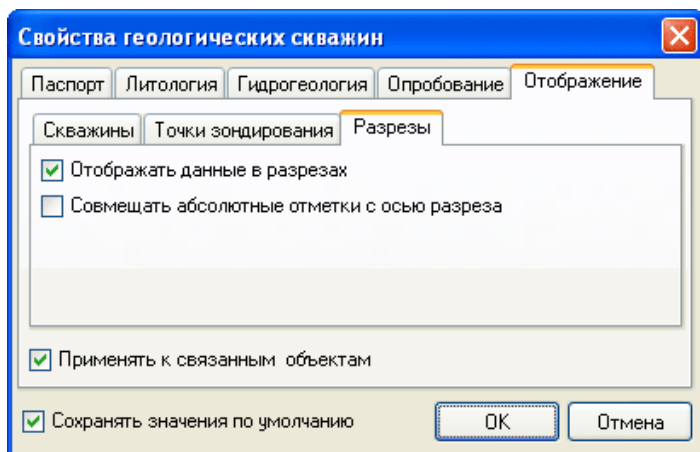 Свойства геологических скважин
Паспорт Литология Гидрогеология Опробование Отображение
Скважины Точки зондирования Разрезы
Отображать данные в разрезах
Совмещать абсолютные отметки с осью разреза
Применять к связанным объектам
Сохранять значения по умолчанию OK Отмена